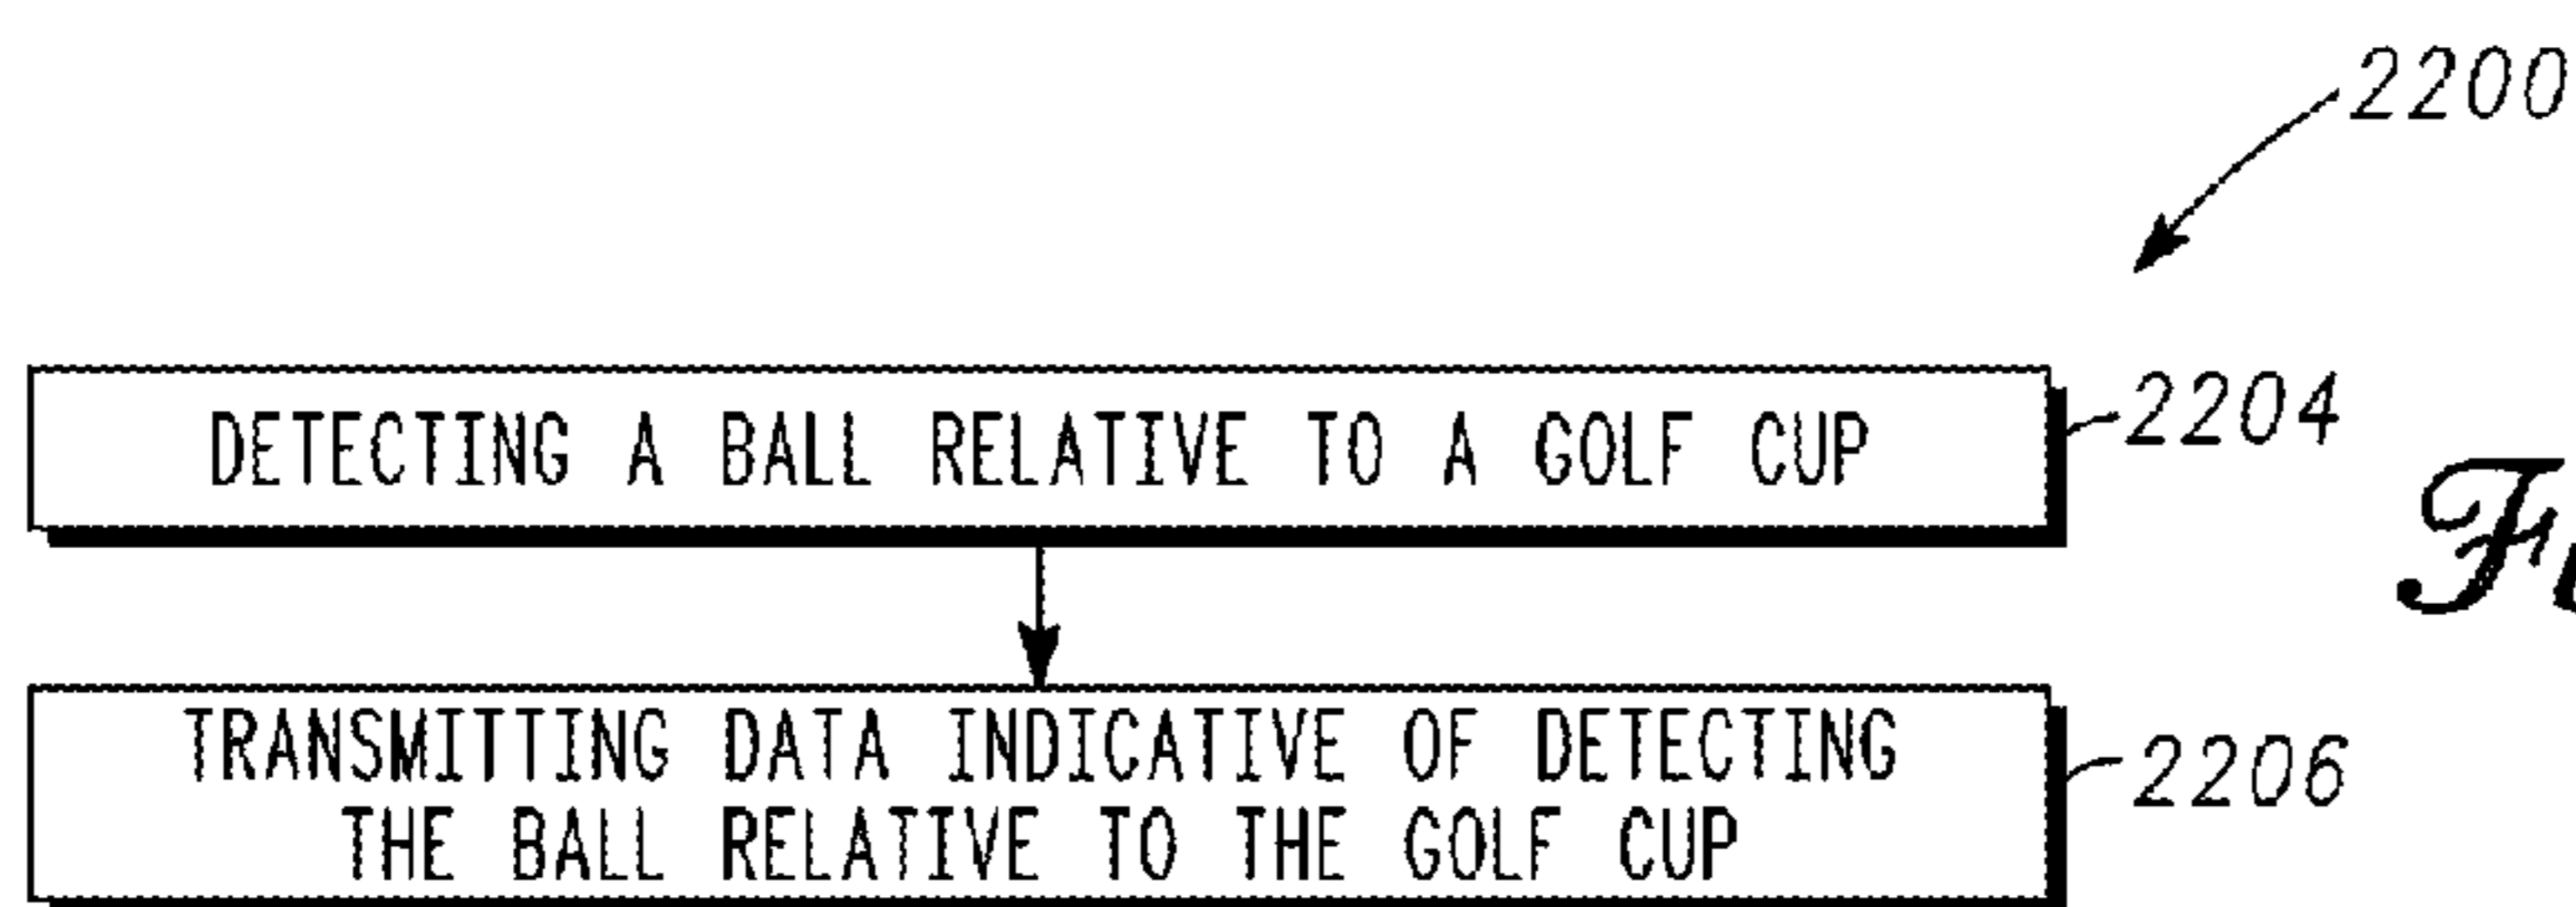 2200
DETECTING A BALL RELATIVE TO A GOLF CUP
2204
TRANSMITTING DATA INDICATIVE OF DETECTING
THE BALL RELATIVE TO THE GOLF CUP
2206